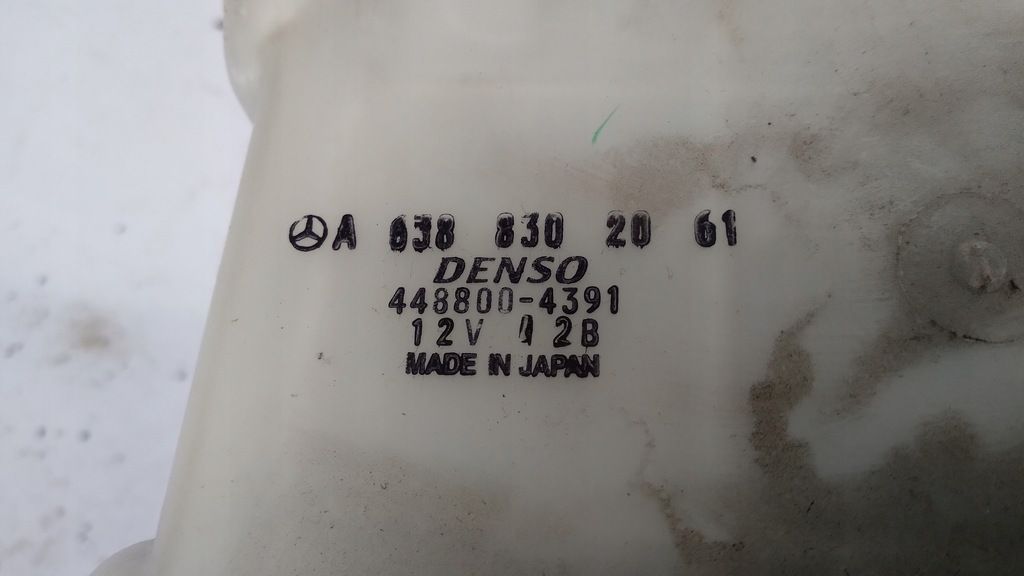 A 638 830 20 61
DENSO
448800-4391
12V 12B
MADE IN JAPAN